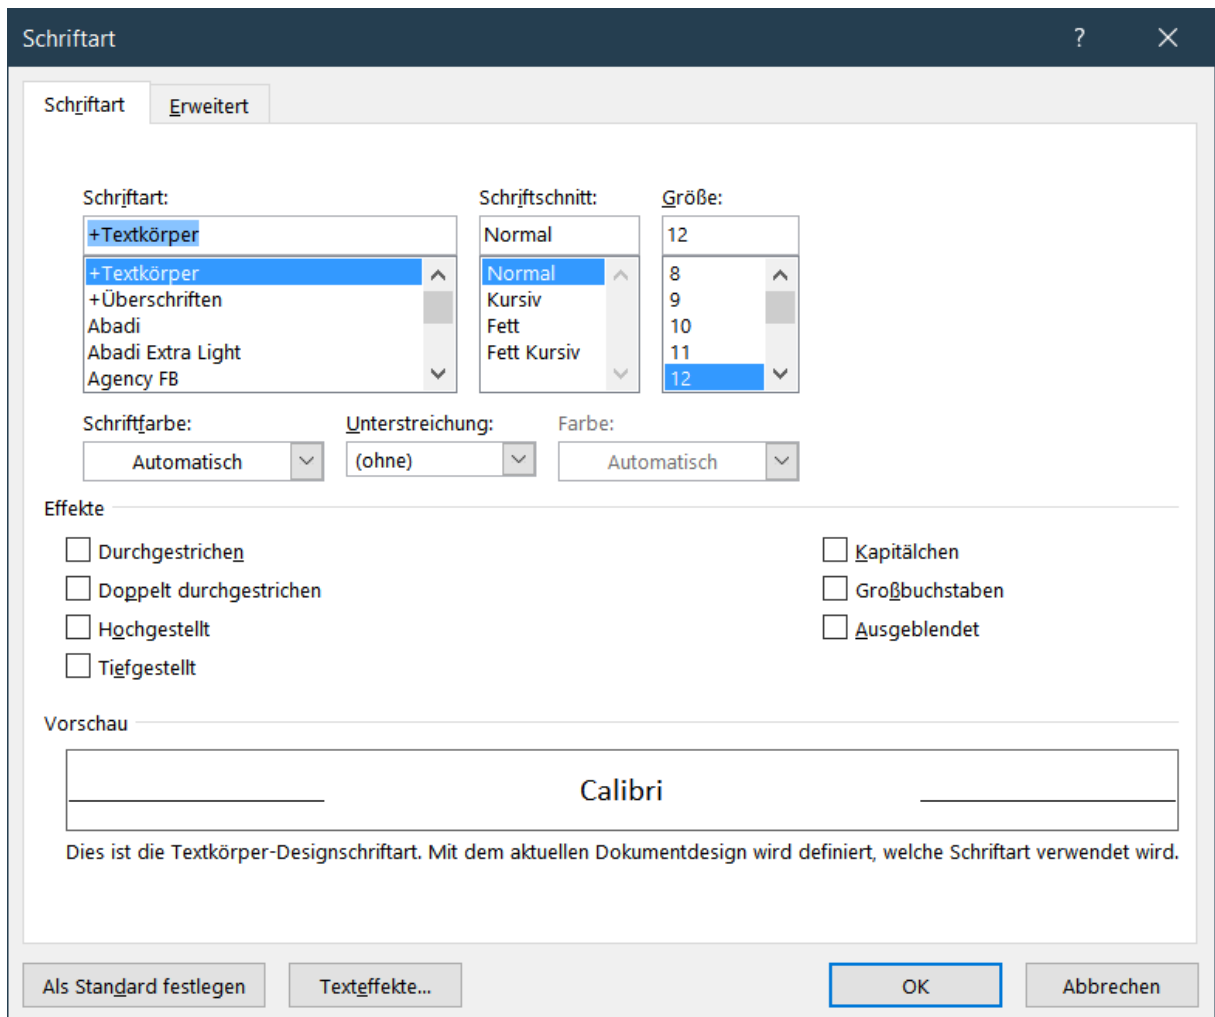 Schriftart ?
Schriftart Erweitert
Schriftart: Schriftschnitt: Größe:
+Textkörper Normal 12
+Textkörper Normal 8
+Überschriften Kursiv 9
Abadi Fett 10
Abadi Extra Light Fett Kursiv 11
Agency FB 12
Schriftfarbe: Unterstreichung: Farbe:
Automatisch (ohne) Automatisch
Effekte
Durchgestrichen Kapitälchen
Doppelt durchgestrichen Großbuchstaben
Hochgestellt Ausgeblendet
Tiefgestellt
Vorschau
Calibri
Dies ist die Textkörper-Designschriftart. Mit dem aktuellen Dokumentdesign wird definiert, welche Schriftart verwendet wird.
Als Standard festlegen Texteffekte... OK Abbrechen